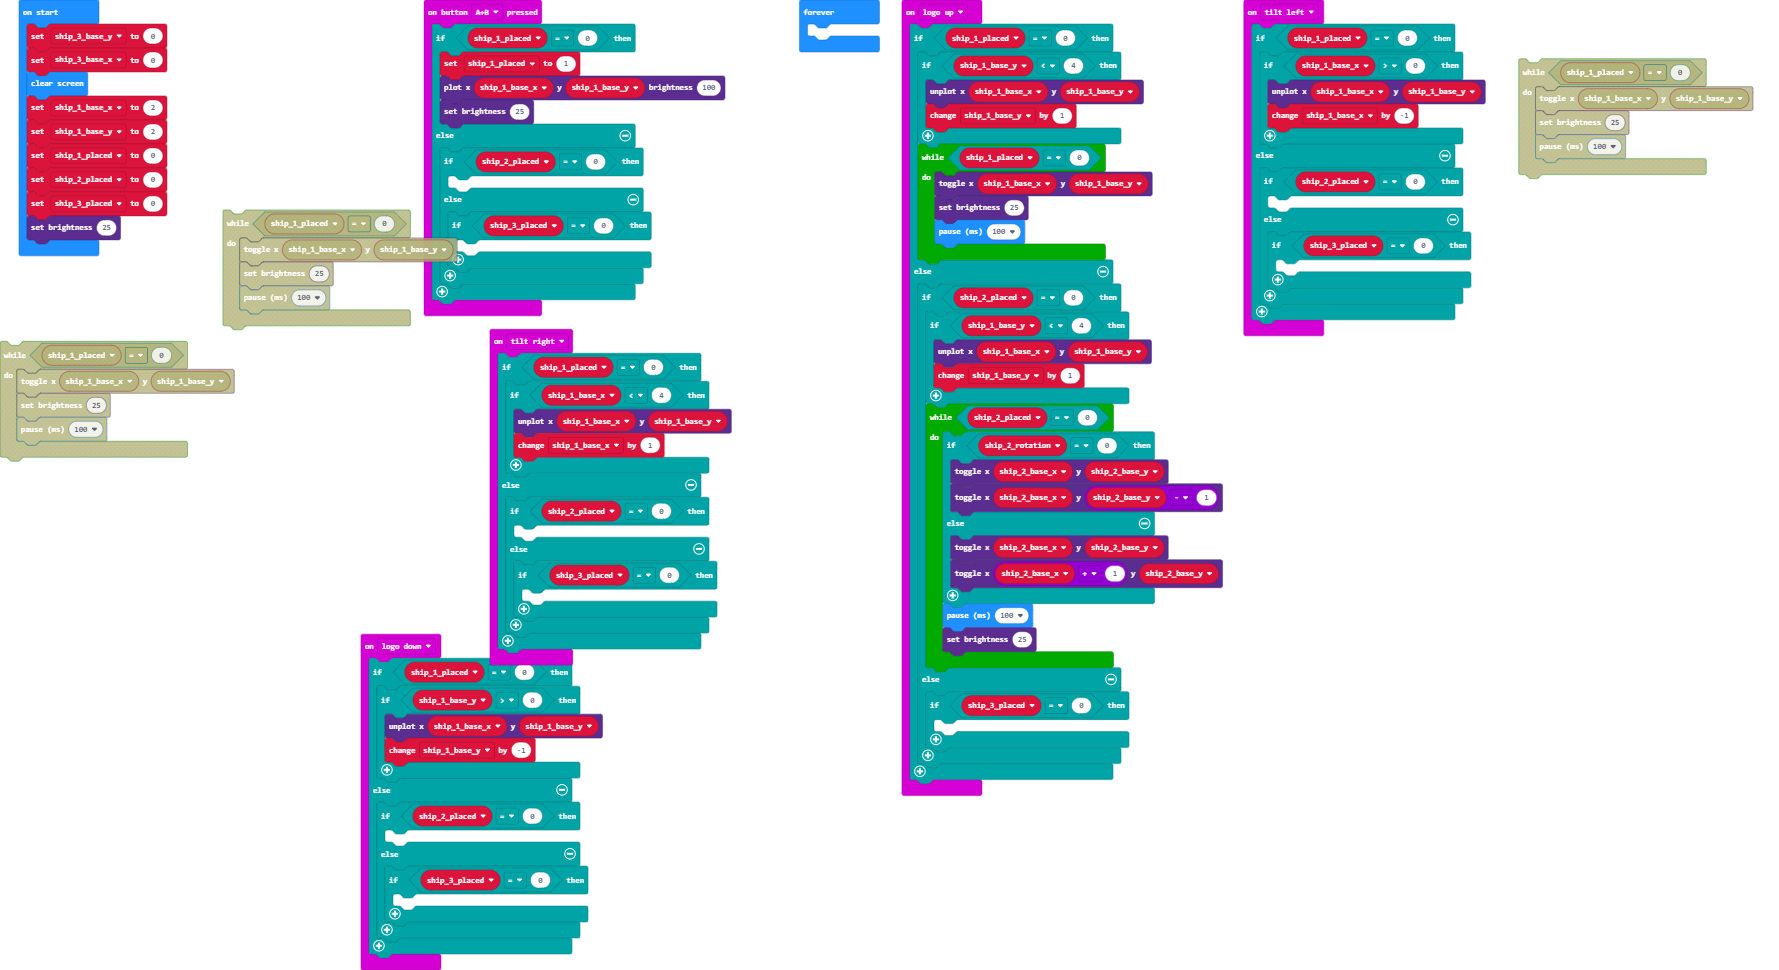 on start
set ship_3_base_y to 0
set ship_3_base_x to 0
clear screen
set ship_1_base_x to 2
set ship_1_base_y to 2
set ship_1_placed to 0
set ship_2_placed to 0
set ship_3_placed to 0
set brightness 25
while ship_1_placed = 0
do
toggle x ship_1_base_x y ship_1_base_y
set brightness 25
pause (ms) 100
while ship_1_placed = 0
do
toggle x ship_1_base_x y ship_1_base_y
set brightness 25
pause (ms) 100
on button A+B pressed
if ship_1_placed = 0 then
set ship_1_placed to 1
plot x ship_1_base_x y ship_1_base_y brightness 100
set brightness 25
else
if ship_2_placed = 0 then
else
if ship_3_placed = 0 then
on tilt right
if ship_1_placed = 0 then
if ship_1_base_x < 4 then
unplot x ship_1_base_x y ship_1_base_y
change ship_1_base_x by 1
else
if ship_2_placed = 0 then
else
if ship_3_placed = 0 then
on logo down
if ship_1_placed = 0 then
if ship_1_base_y > 0 then
unplot x ship_1_base_x y ship_1_base_y
change ship_1_base_y by -1
else
if ship_2_placed = 0 then
else
if ship_3_placed = 0 then
forever
on logo up
if ship_1_placed = 0 then
if ship_1_base_y < 4 then
unplot x ship_1_base_x y ship_1_base_y
change ship_1_base_y by 1
while ship_1_placed = 0
do
toggle x ship_1_base_x y ship_1_base_y
set brightness 25
pause (ms) 100
else
if ship_2_placed = 0 then
if ship_1_base_y < 4 then
unplot x ship_1_base_x y ship_1_base_y
change ship_1_base_y by 1
while ship_2_placed = 0
do
if ship_2_rotation = 0 then
toggle x ship_2_base_x y ship_2_base_y
toggle x ship_2_base_x y ship_2_base_y - 1
else
toggle x ship_2_base_x y ship_2_base_y
toggle x ship_2_base_x + 1 y ship_2_base_y
pause (ms) 100
set brightness 25
else
if ship_3_placed = 0 then
on tilt left
if ship_1_placed = 0 then
if ship_1_base_x > 0 then
unplot x ship_1_base_x y ship_1_base_y
change ship_1_base_x by -1
else
if ship_2_placed = 0 then
else
if ship_3_placed = 0 then
while ship_1_placed = 0
do
toggle x ship_1_base_x y ship_1_base_y
set brightness 25
pause (ms) 100